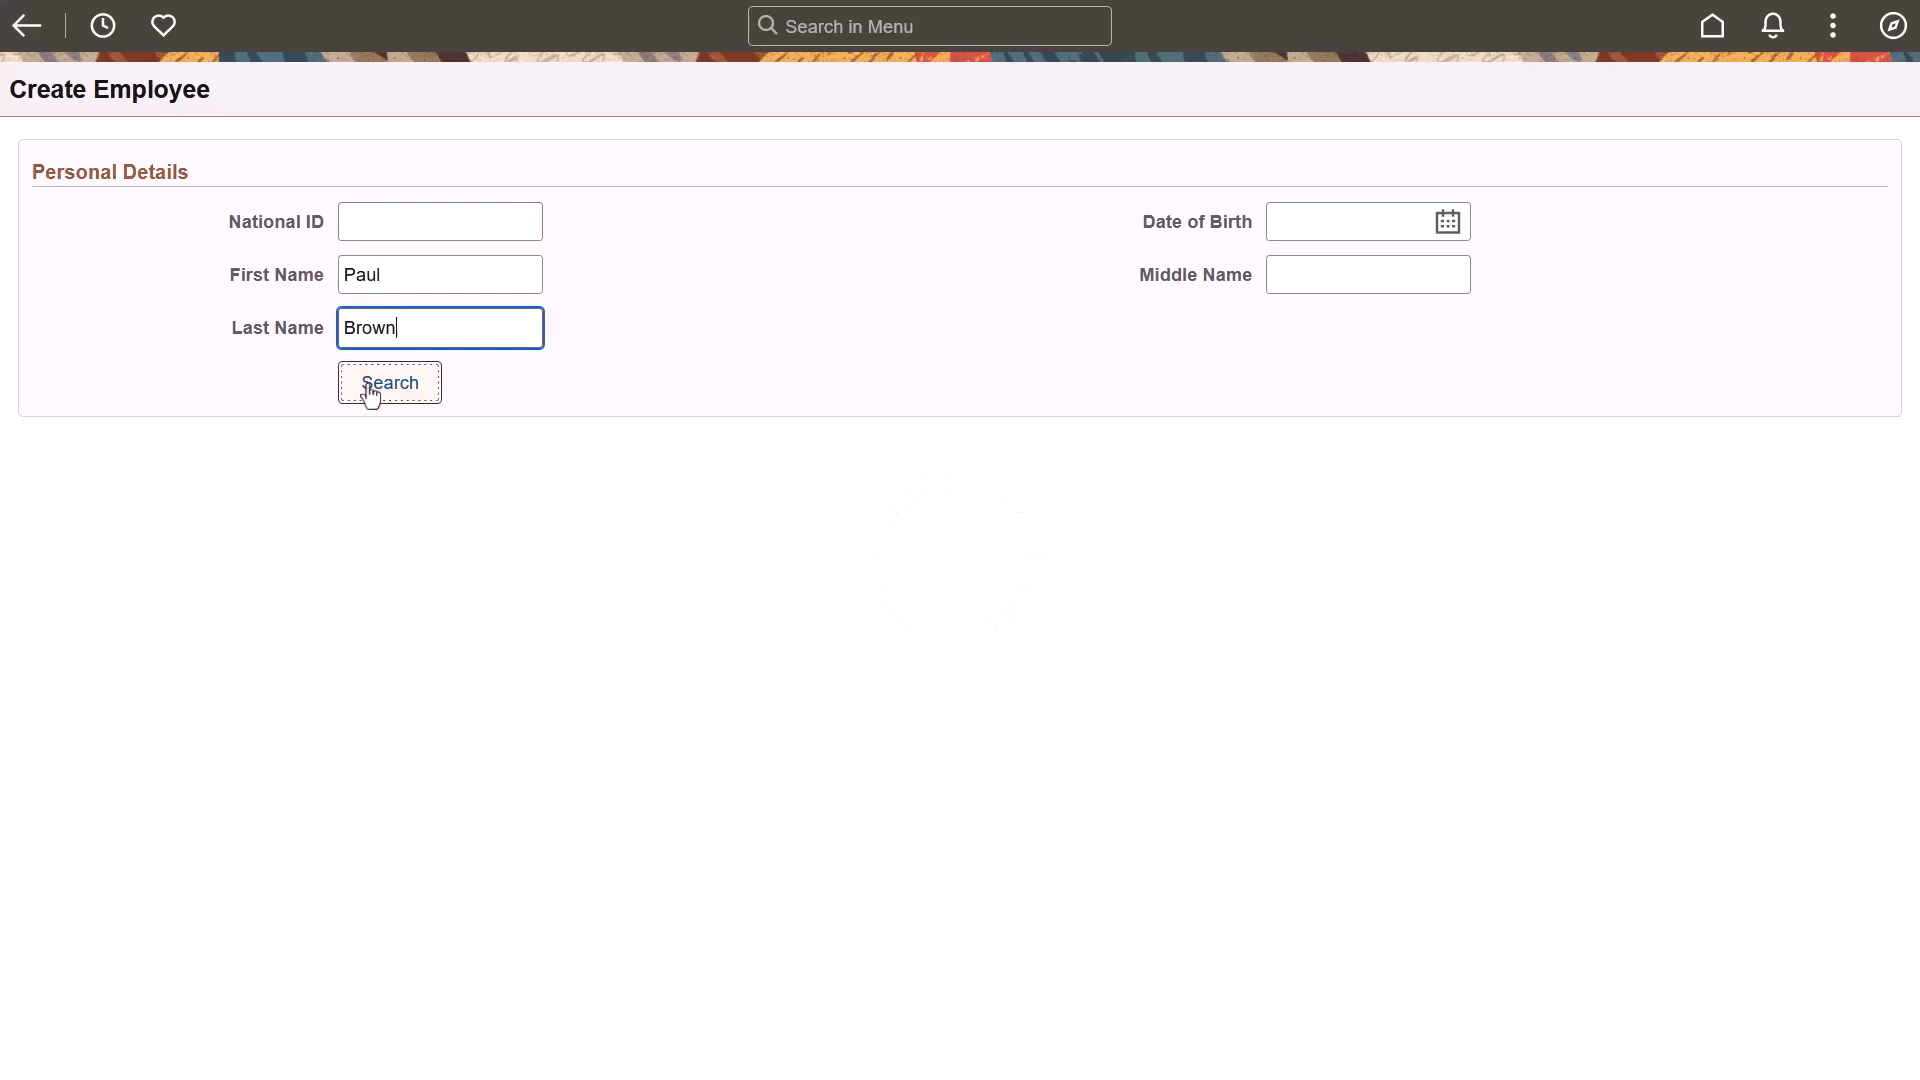 Search in Menu
Create Employee
Personal Details
National ID
Date of Birth
First Name Paul
Middle Name
Last Name Brown
Search